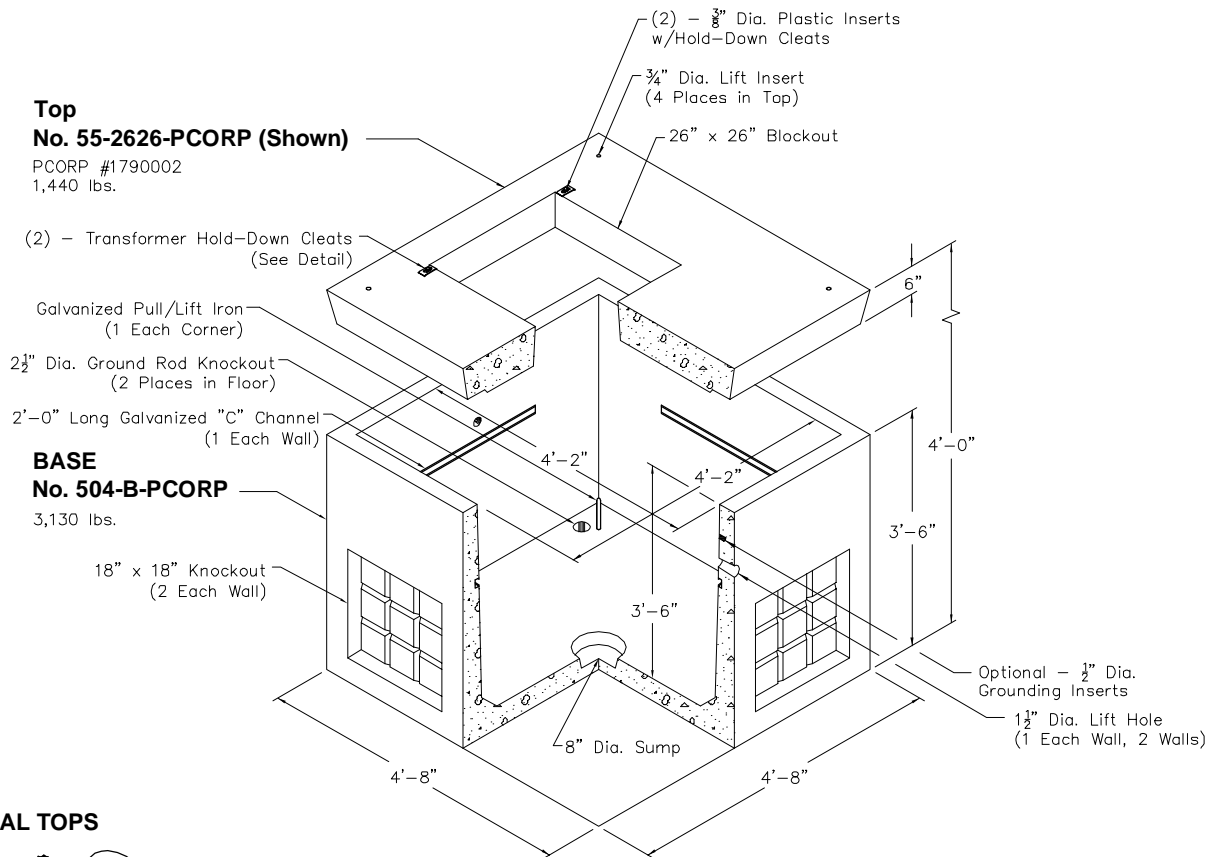 (2) – 3/8" Dia. Plastic Inserts
w/Hold–Down Cleats
3/4" Dia. Lift Insert
(4 Places in Top)
26" x 26" Blockout
Top
No. 55-2626-PCORP (Shown)
PCORP #1790002
1,440 lbs.
(2) – Transformer Hold–Down Cleats
(See Detail)
Galvanized Pull/Lift Iron
(1 Each Corner)
2 1/2" Dia. Ground Rod Knockout
(2 Places in Floor)
2'–0" Long Galvanized "C" Channel
(1 Each Wall)
BASE
No. 504-B-PCORP
3,130 lbs.
18" x 18" Knockout
(2 Each Wall)
6"
4'–0"
4'–2"
4'–2"
3'–6"
3'–6"
Optional – 1/2" Dia.
Grounding Inserts
1 1/2" Dia. Lift Hole
(1 Each Wall, 2 Walls)
8" Dia. Sump
4'–8"
4'–8"
AL TOPS